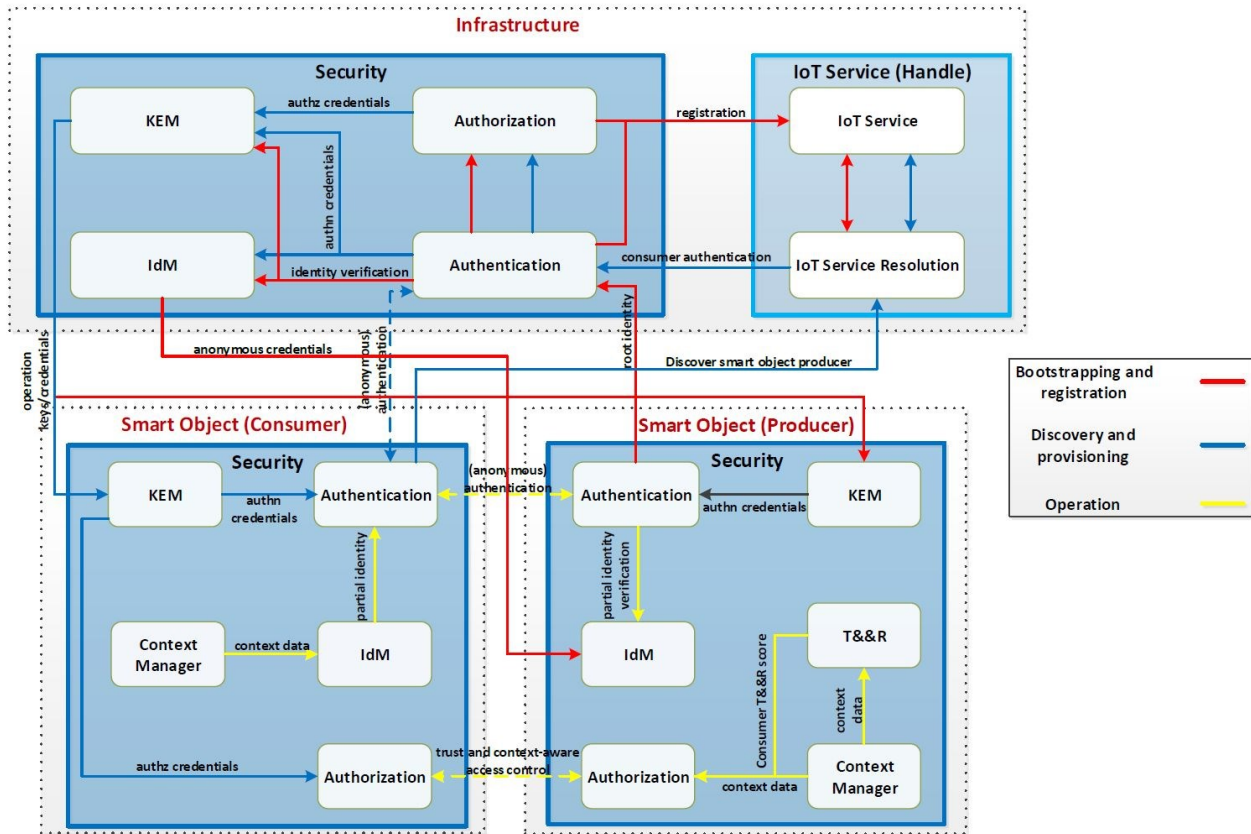 Infrastructure
Security
IoT Service (Handle)
KEM
authz credentials
Authorization
registration
IoT Service
authn credentials
IdM
identity verification
Authentication
consumer authentication
IoT Service Resolution
operation
keys/credentials
anonymous credentials
(anonymous)
authentication
root identity
Discover smart object producer
Bootstrapping and
registration
Discovery and
provisioning
Operation
Smart Object (Consumer)
Security
KEM
authn
credentials
Authentication
partial identity
Context
Manager
context data
IdM
authz credentials
Authorization
(anonymous)
authentication
trust and context-aware
access control
Smart Object (Producer)
Security
Authentication
authn credentials
KEM
partial identity
verification
IdM
T&&R
Consumer T&&R score
context
data
Authorization
context data
Context
Manager